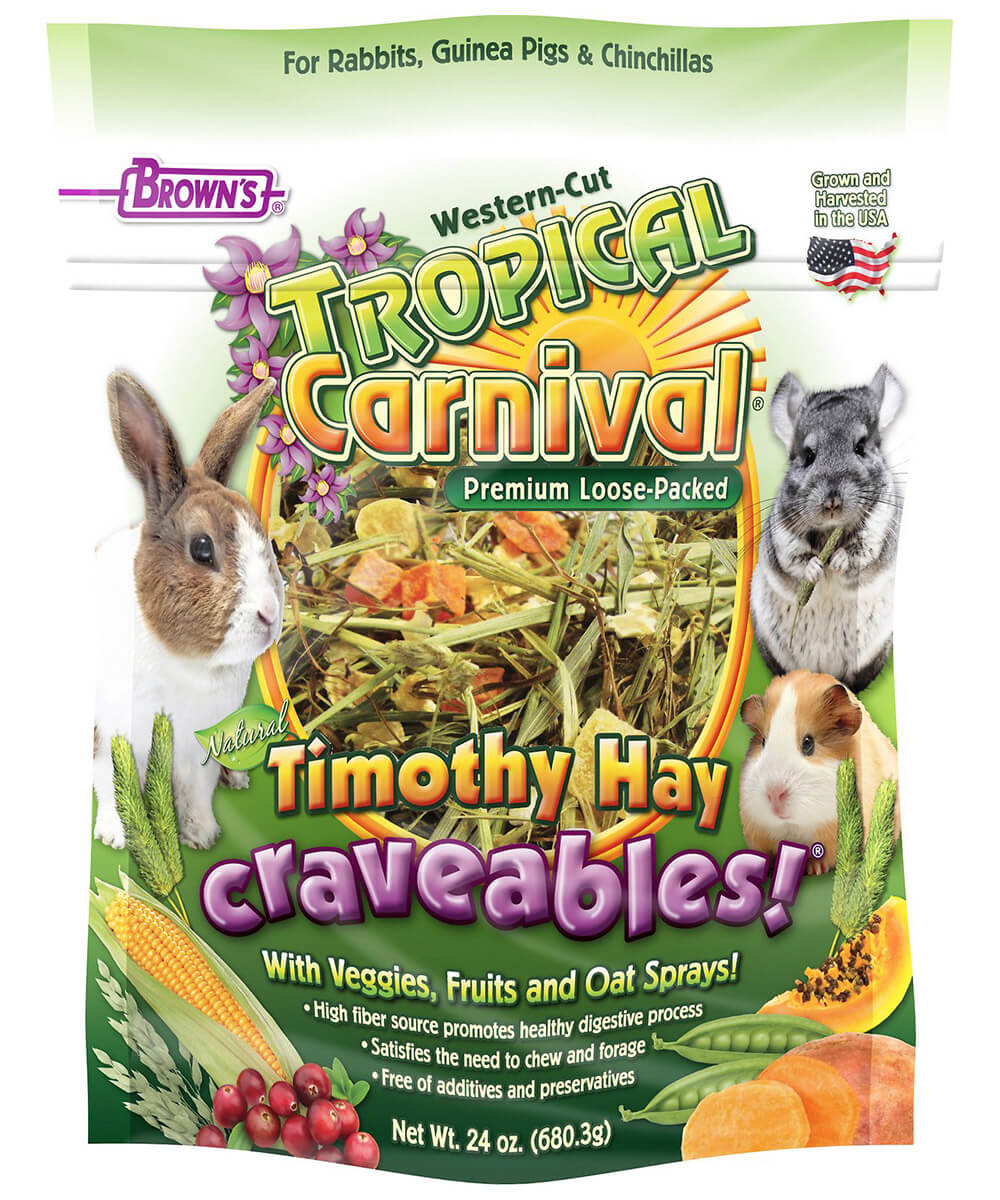 For Rabbits, Guinea Pigs & Chinchillas
BROWN'S®
Grown and
Harvested
in the USA
Western-Cut
TROPICAL
Carnival®
Premium Loose-Packed
Natural
Timothy Hay
craveables!®
With Veggies, Fruits and Oat Sprays!
• High fiber source promotes healthy digestive process
• Satisfies the need to chew and forage
• Free of additives and preservatives
Net Wt. 24 oz. (680.3g)